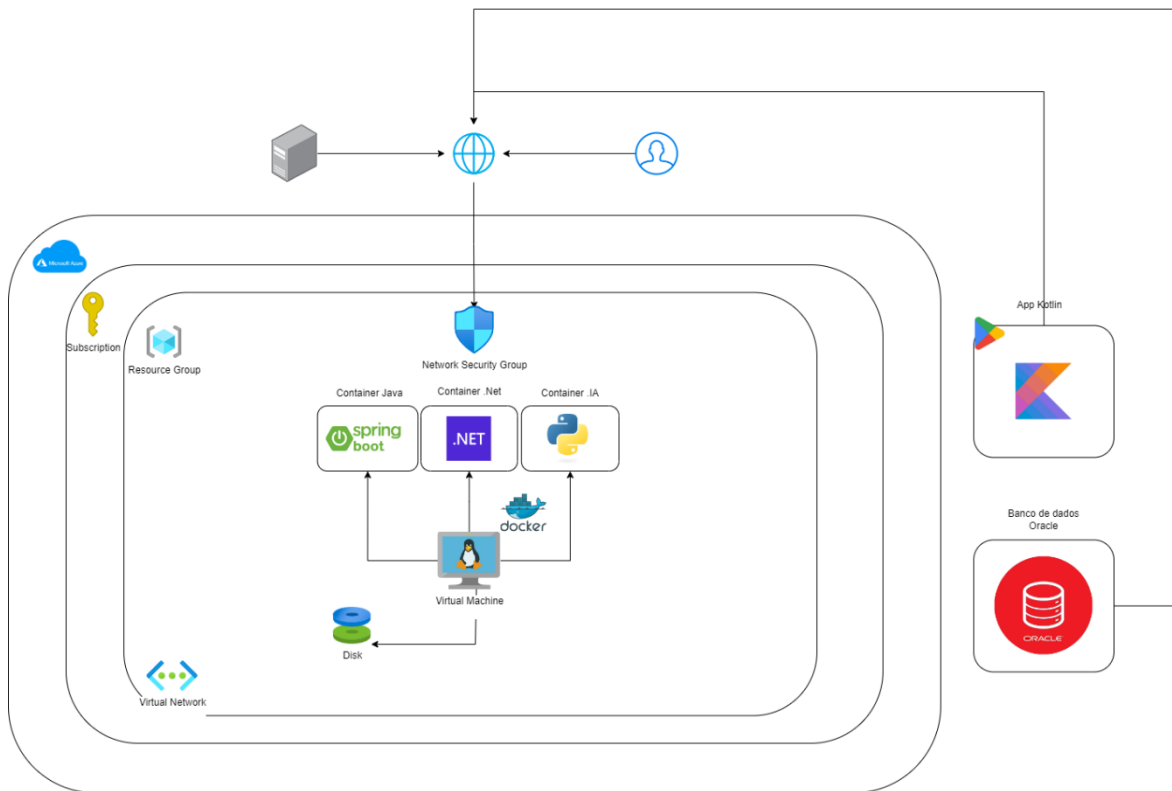 Microsoft Azure
Subscription
Resource Group
Network Security Group
Container Java
Container .Net
Container .IA
spring
boot
.NET
docker
Virtual Machine
Disk
Virtual Network
App Kotlin
Banco de dados
Oracle
ORACLE